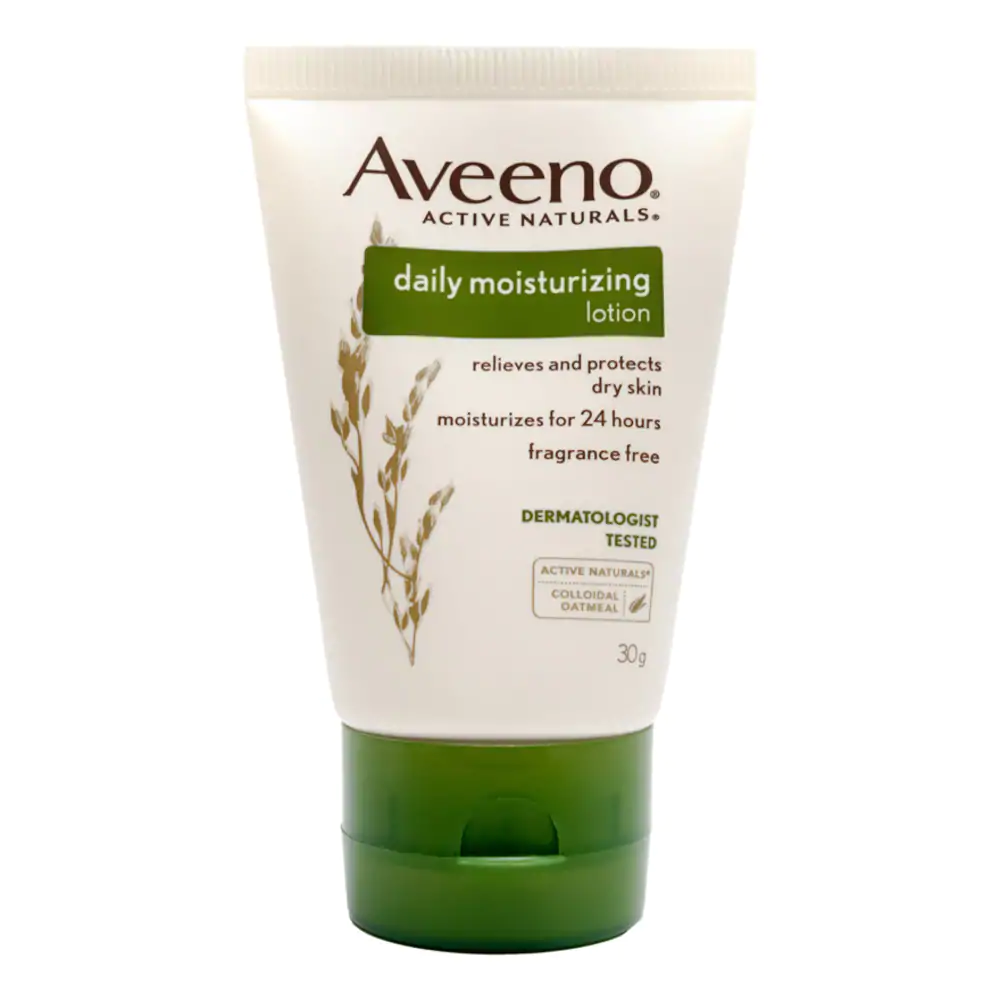 Aveeno®
ACTIVE NATURALS®
daily moisturizing
lotion
relieves and protects
dry skin
moisturizes for 24 hours
fragrance free
DERMATOLOGIST
TESTED
ACTIVE NATURALS®
COLLOIDAL
OATMEAL
30g